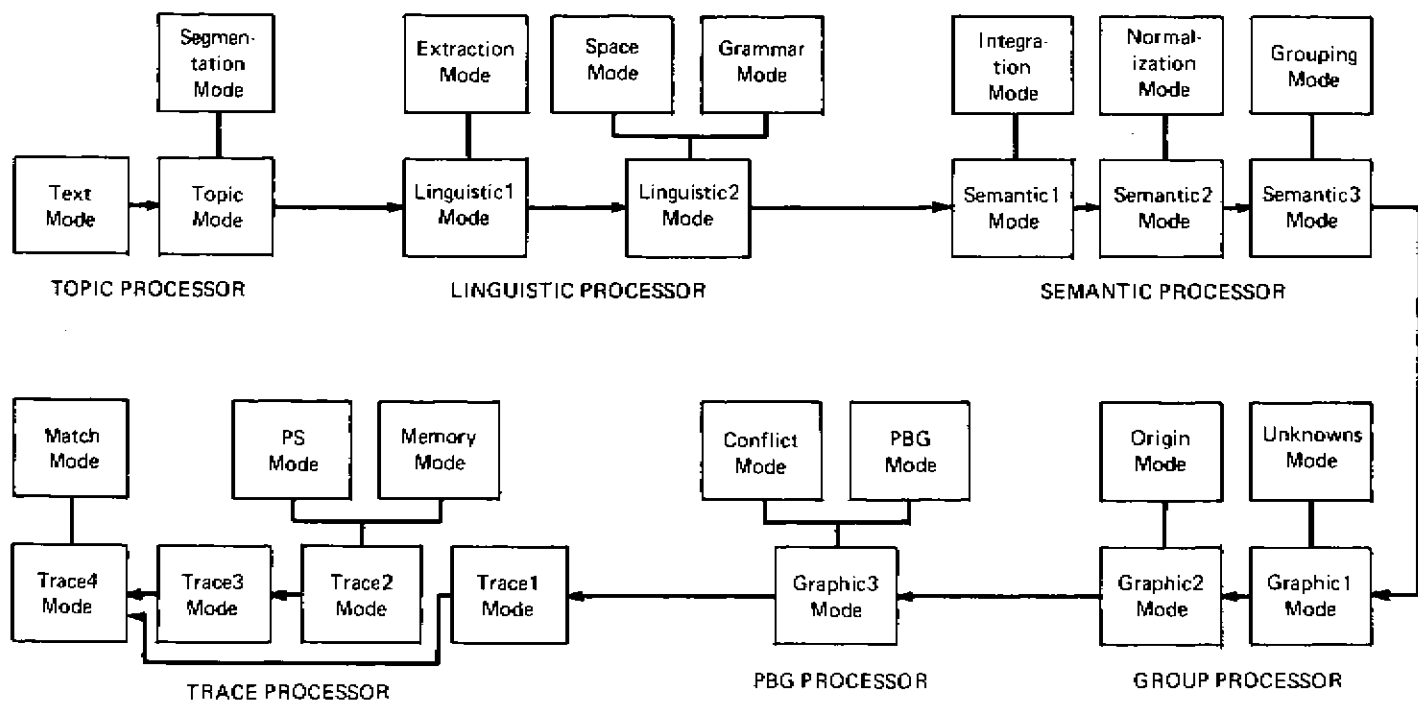 Segmen-
tation
Mode
Extraction
Mode
Space
Mode
Grammar
Mode
Integra-
tion
Mode
Normal-
ization
Mode
Grouping
Mode
Text
Mode
Topic
Mode
Linguistic1
Mode
Linguistic2
Mode
Semantic1
Mode
Semantic2
Mode
Semantic3
Mode
TOPIC PROCESSOR
LINGUISTIC PROCESSOR
SEMANTIC PROCESSOR
Match
Mode
PS
Mode
Memory
Mode
Conflict
Mode
PBG
Mode
Origin
Mode
Unknowns
Mode
Trace4
Mode
Trace3
Mode
Trace2
Mode
Trace1
Mode
Graphic3
Mode
Graphic2
Mode
Graphic1
Mode
TRACE PROCESSOR
PBG PROCESSOR
GROUP PROCESSOR